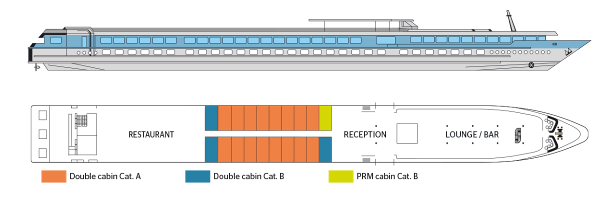 RESTAURANT
RECEPTION
LOUNGE / BAR
Double cabin Cat. A
Double cabin Cat. B
PRM cabin Cat. B